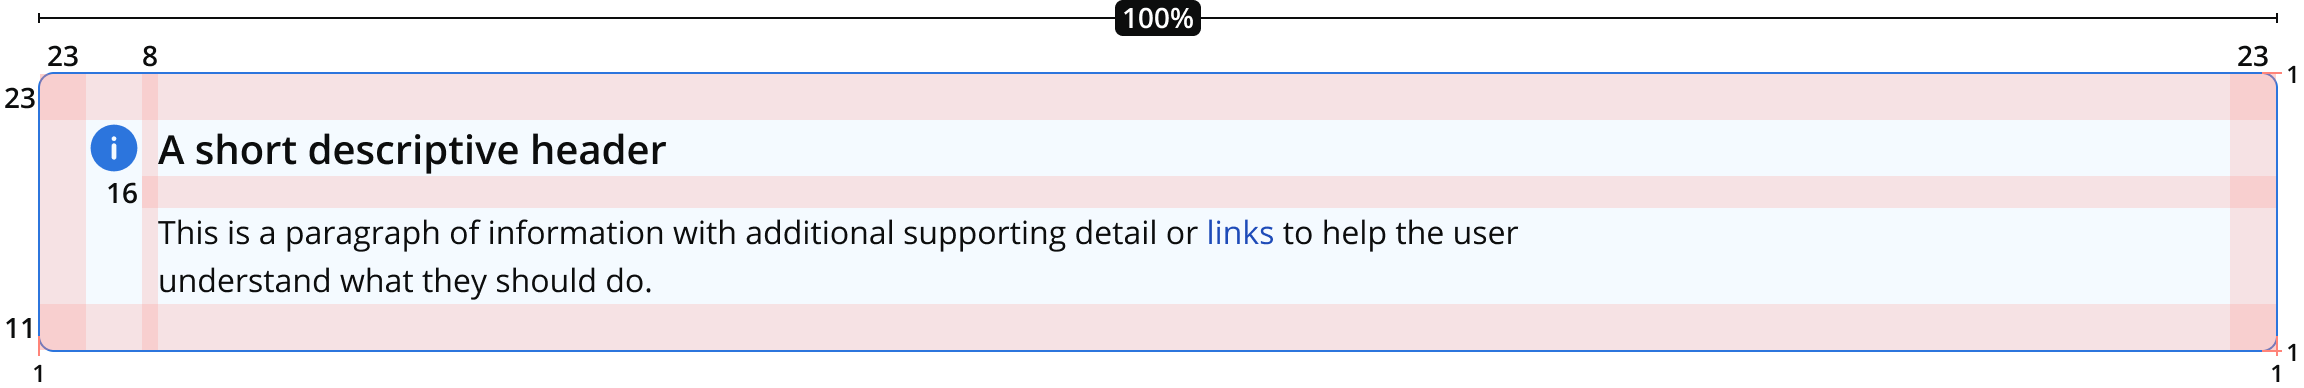 100%
23 8 23
1
23
A short descriptive header
16
This is a paragraph of information with additional supporting detail or links to help the user
understand what they should do.
11
1
1 1